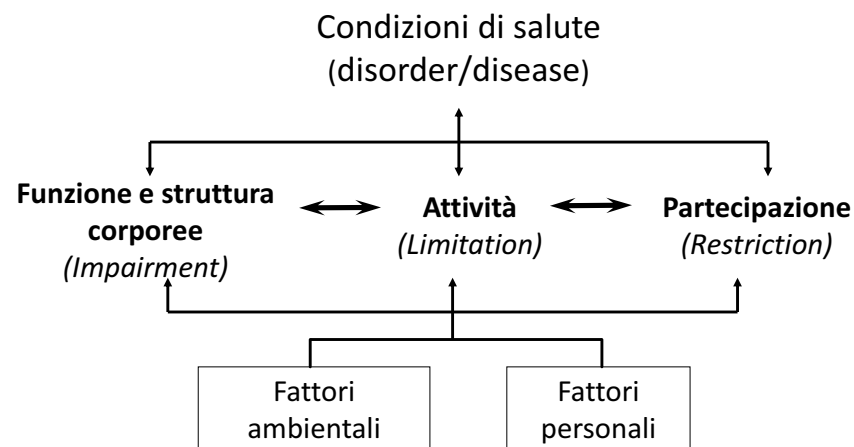 Condizioni di salute
(disorder/disease)
Funzione e struttura
corporee
(Impairment)
Attività
(Limitation)
Partecipazione
(Restriction)
Fattori
ambientali
Fattori
personali